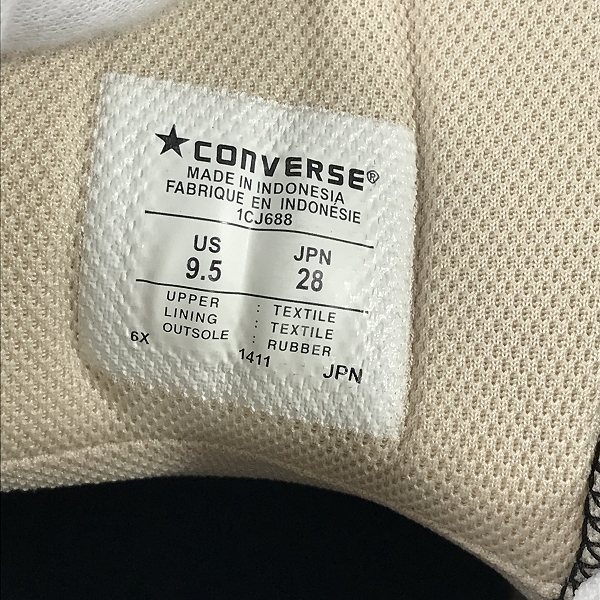 ★CONVERSE®
MADE IN INDONESIA
FABRIQUE EN INDONÉSIE
1CJ688
US JPN
9.5 28
UPPER : TEXTILE
LINING : TEXTILE
OUTSOLE : RUBBER
6X 1411 JPN